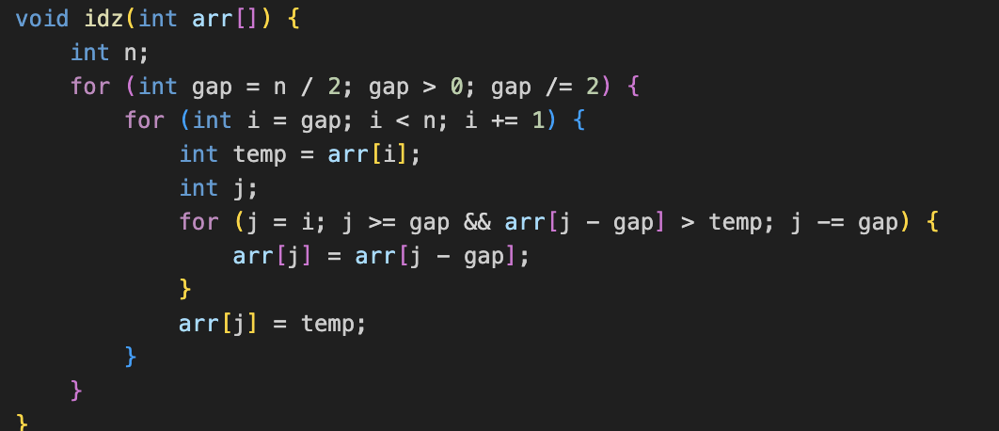 void idz(int arr[]) {
    int n;
    for (int gap = n / 2; gap > 0; gap /= 2) {
        for (int i = gap; i < n; i += 1) {
            int temp = arr[i];
            int j;
            for (j = i; j >= gap && arr[j - gap] > temp; j -= gap) {
                arr[j] = arr[j - gap];
            }
            arr[j] = temp;
        }
    }
}